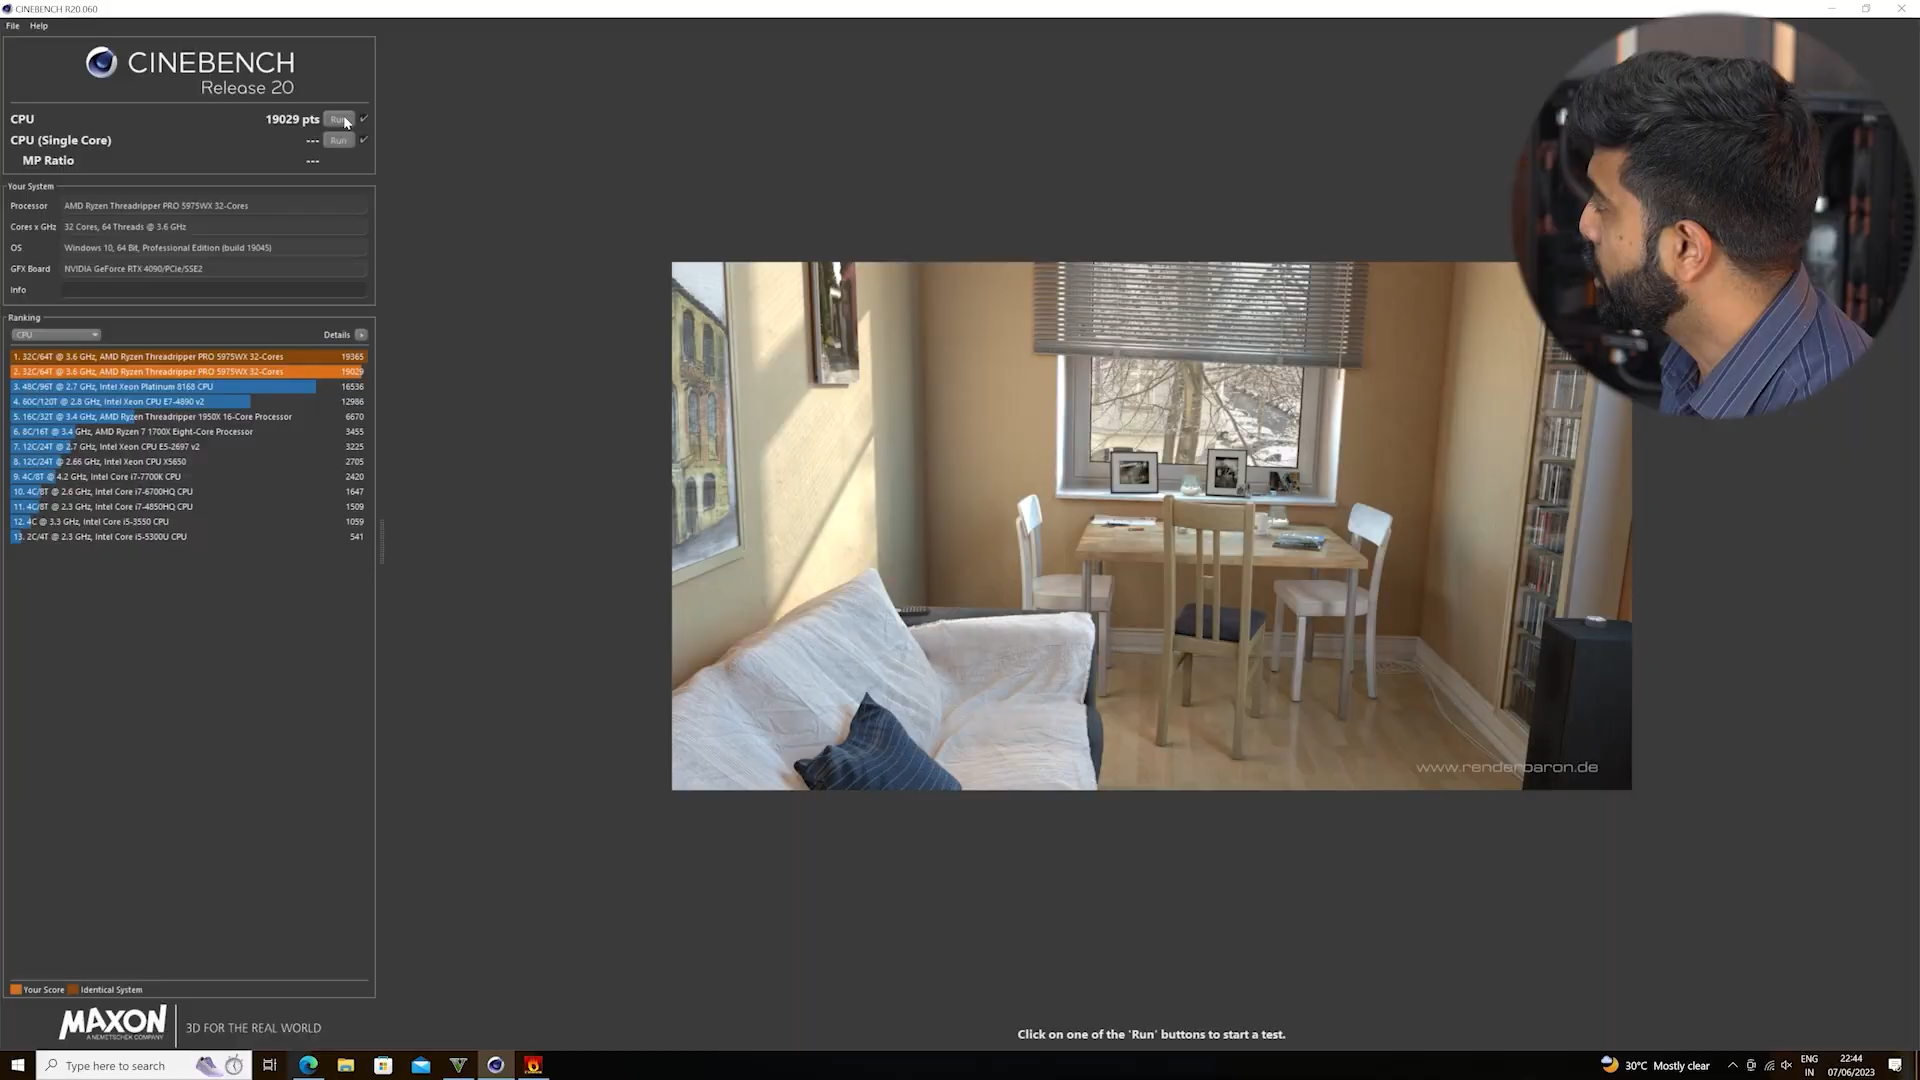 CINEBENCH R20.060
File Help
CINEBENCH
Release 20
CPU 19029 pts Run
CPU (Single Core) --- Run
MP Ratio ---
Your System
Processor AMD Ryzen Threadripper PRO 5975WX 32-Cores
Cores x GHz 32 Cores, 64 Threads @ 3.6 GHz
OS Windows 10, 64 Bit, Professional Edition (build 19045)
GFX Board NVIDIA GeForce RTX 4090/PCIe/SSE2
Info
Ranking
CPU Details
1. 32C/64T @ 3.6 GHz, AMD Ryzen Threadripper PRO 5975WX 32-Cores 19365
2. 32C/64T @ 3.6 GHz, AMD Ryzen Threadripper PRO 5975WX 32-Cores 19029
3. 48C/96T @ 2.7 GHz, Intel Xeon Platinum 8168 CPU 16536
4. 60C/120T @ 2.8 GHz, Intel Xeon CPU E7-4890 v2 12986
5. 16C/32T @ 3.4 GHz, AMD Ryzen Threadripper 1950X 16-Core Processor 6670
6. 8C/16T @ 3.4 GHz, AMD Ryzen 7 1700X Eight-Core Processor 3455
7. 12C/24T @ 2.7 GHz, Intel Xeon CPU E5-2697 v2 3225
8. 12C/24T @ 2.66 GHz, Intel Xeon CPU X5650 2705
9. 4C/8T @ 4.2 GHz, Intel Core i7-7700K CPU 2420
10. 4C/8T @ 2.6 GHz, Intel Core i7-6700HQ CPU 1647
11. 4C/8T @ 2.3 GHz, Intel Core i7-4850HQ CPU 1509
12. 4C @ 3.3 GHz, Intel Core i5-3550 CPU 1059
13. 2C/4T @ 2.3 GHz, Intel Core i5-5300U CPU 541
www.renderbaron.de
Your Score Identical System
MAXON
A NEMETSCHEK COMPANY
3D FOR THE REAL WORLD
Click on one of the 'Run' buttons to start a test.
Type here to search
30°C Mostly clear
ENG
IN
22:44
07/06/2023